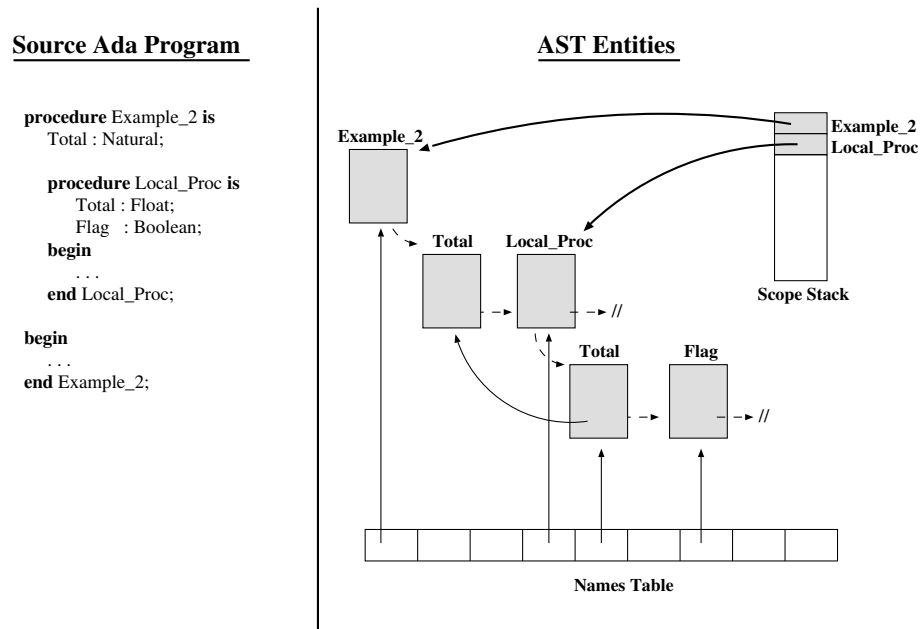 Source Ada Program
procedure Example_2 is
Total : Natural;
procedure Local_Proc is
Total : Float;
Flag : Boolean;
begin
. . .
end Local_Proc;
begin
. . .
end Example_2;
AST Entities
Example_2
Example_2
Local_Proc
Total
Local_Proc
//
Scope Stack
Total
Flag
//
Names Table